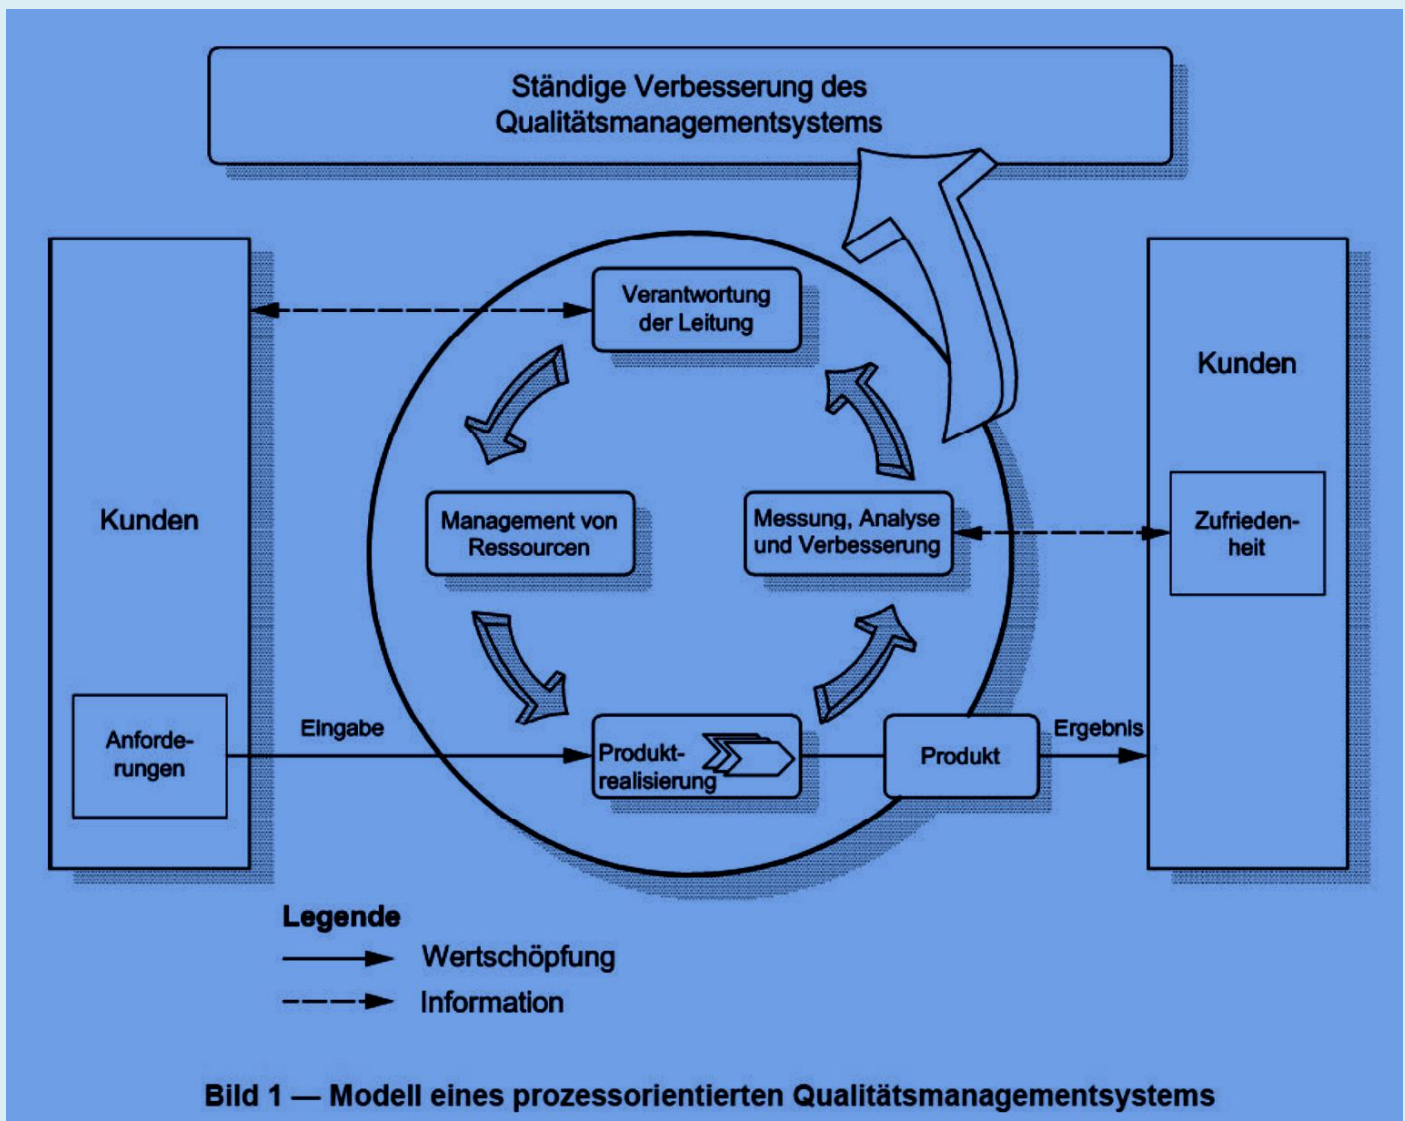 Ständige Verbesserung des
Qualitätsmanagementsystems
Verantwortung
der Leitung
Kunden
Kunden
Management von
Ressourcen
Messung, Analyse
und Verbesserung
Zufrieden-
heit
Anforde-
rungen
Eingabe
Produkt-
realisierung
Produkt
Ergebnis
Legende
Wertschöpfung
Information
Bild 1 — Modell eines prozessorientierten Qualitätsmanagementsystems